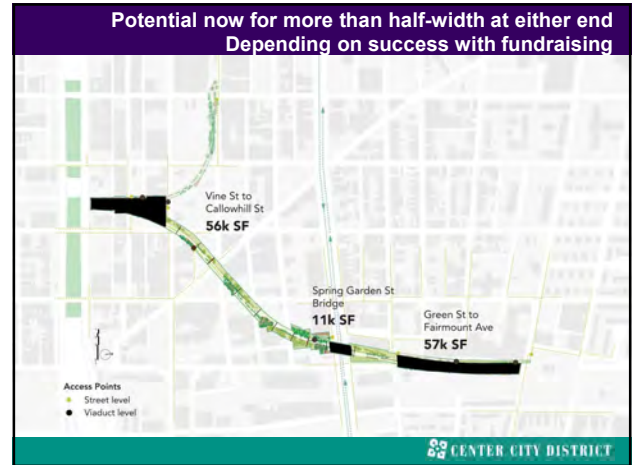 Potential now for more than half-width at either end
Depending on success with fundraising
Vine St to
Callowhill St
56k SF
Spring Garden St
Bridge
11k SF
Green St to
Fairmount Ave
57k SF
Access Points
Street level
Viaduct level
CENTER CITY DISTRICT